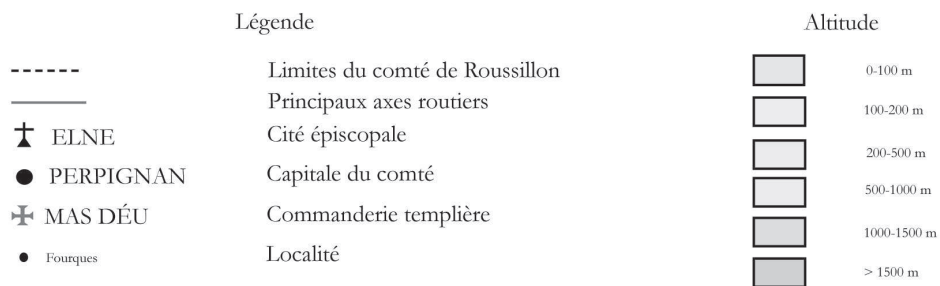 Légende
Limites du comté de Roussillon
Principaux axes routiers
ELNE Cité épiscopale
PERPIGNAN Capitale du comté
MAS DÉU Commanderie templière
Fourques Localité
Altitude
0-100 m
100-200 m
200-500 m
500-1000 m
1000-1500 m
> 1500 m